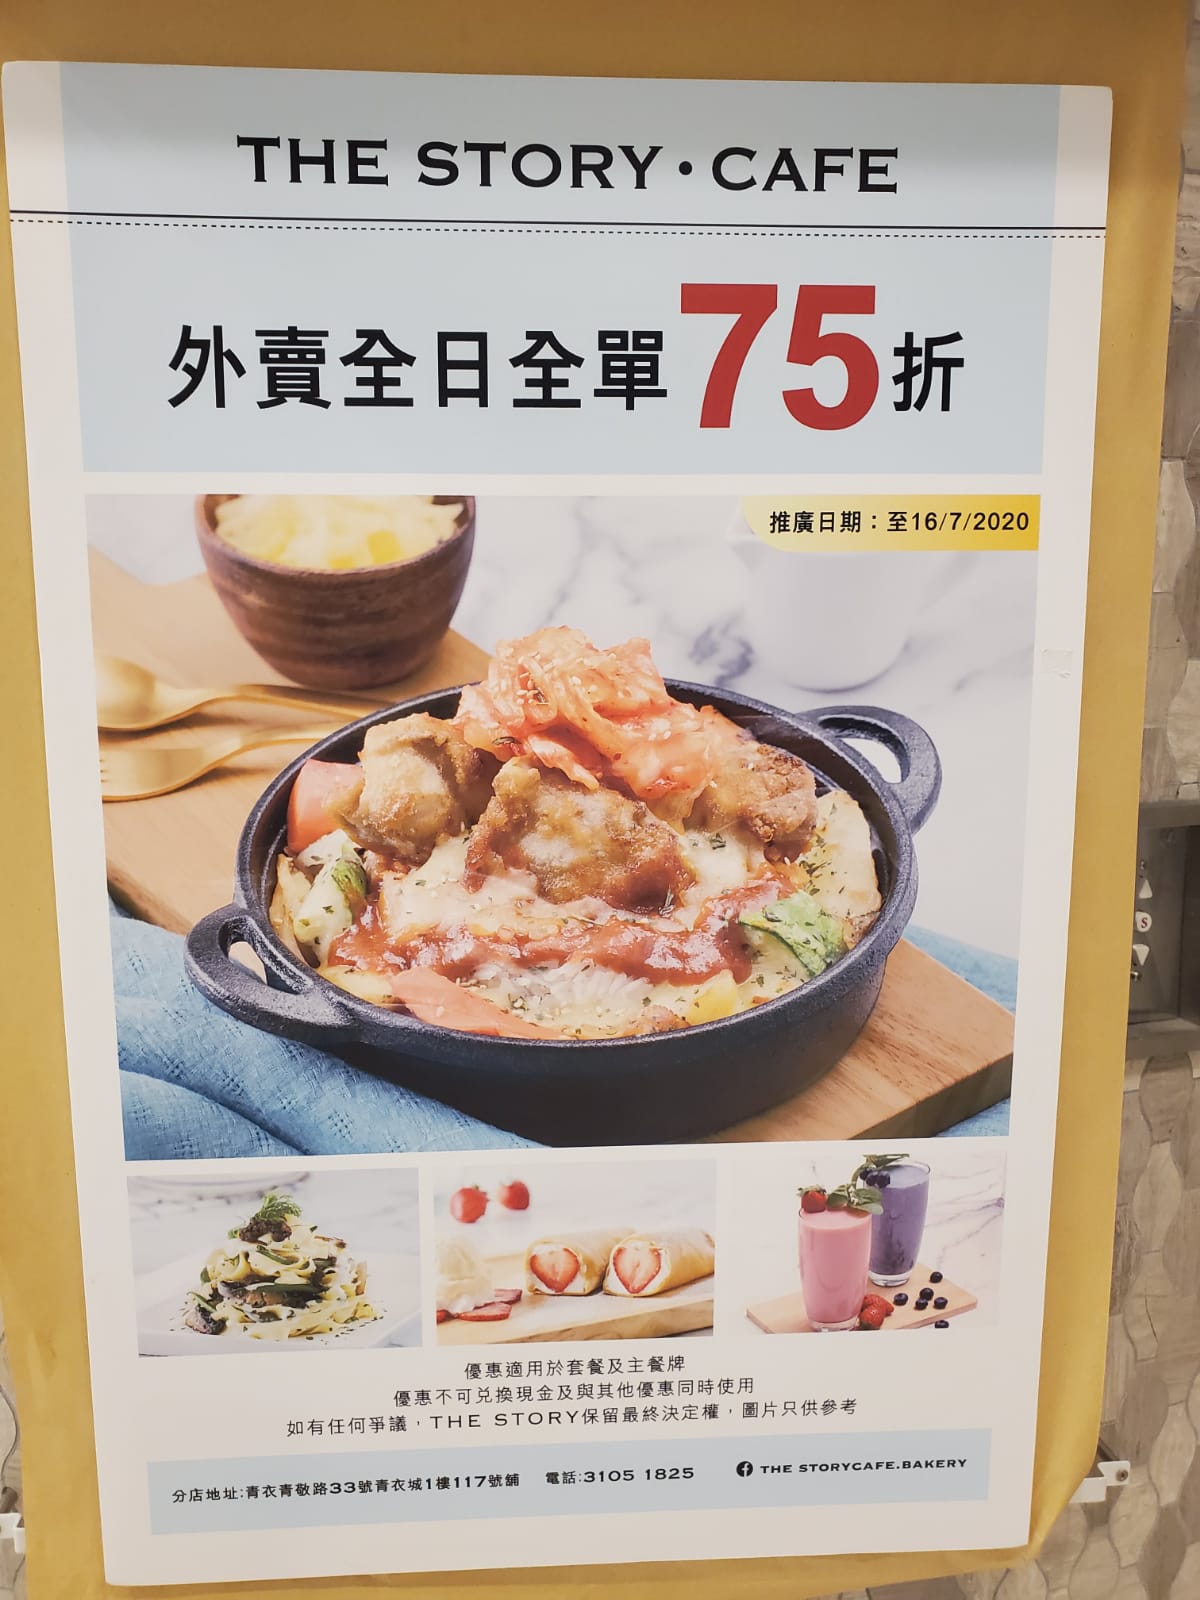 THE STORY · CAFE
外賣全日全單75折
推廣日期：至16/7/2020
優惠適用於套餐及主餐牌
優惠不可兌換現金及與其他優惠同時使用
如有任何爭議，THE STORY保留最終決定權，圖片只供參考
分店地址:青衣青敬路33號青衣城1樓117號舖 電話:3105 1825 THE STORYCAFE.BAKERY
S